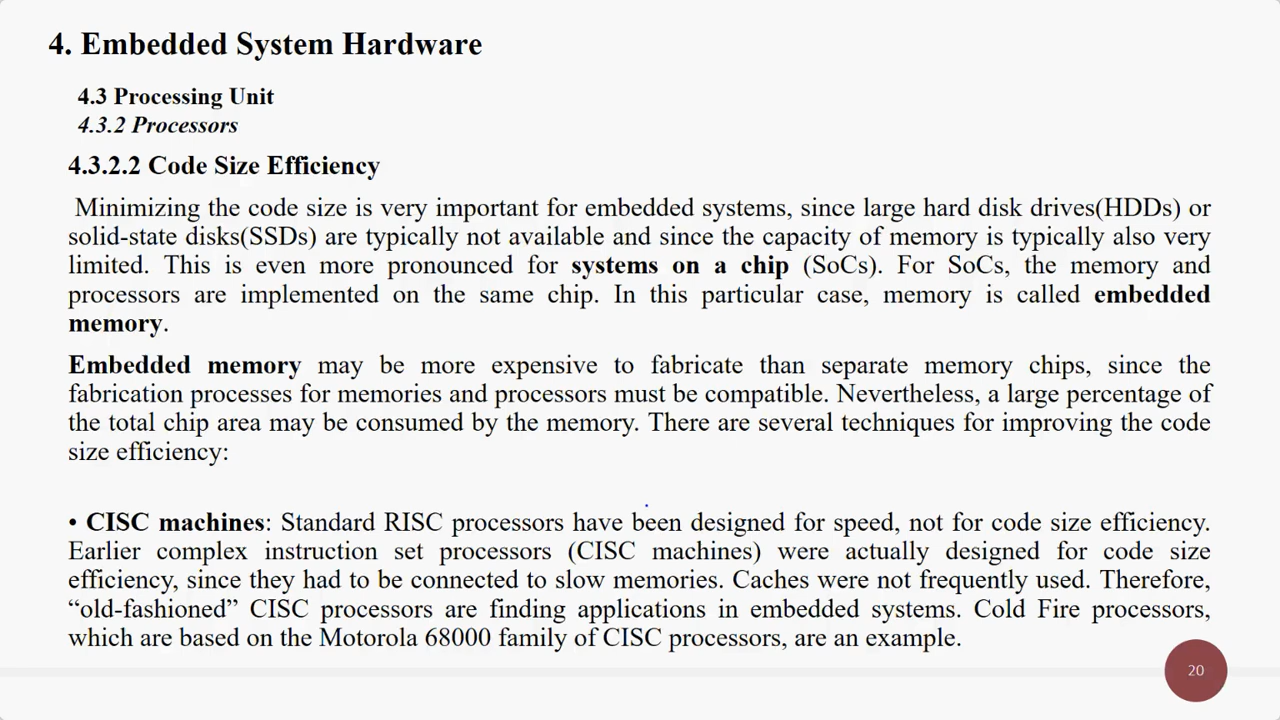 4. Embedded System Hardware
4.3 Processing Unit
4.3.2 Processors
4.3.2.2 Code Size Efficiency
Minimizing the code size is very important for embedded systems, since large hard disk drives(HDDs) or
solid-state disks(SSDs) are typically not available and since the capacity of memory is typically also very
limited. This is even more pronounced for systems on a chip (SoCs). For SoCs, the memory and
processors are implemented on the same chip. In this particular case, memory is called embedded
memory.
Embedded memory may be more expensive to fabricate than separate memory chips, since the
fabrication processes for memories and processors must be compatible. Nevertheless, a large percentage of
the total chip area may be consumed by the memory. There are several techniques for improving the code
size efficiency:
• CISC machines: Standard RISC processors have been designed for speed, not for code size efficiency.
Earlier complex instruction set processors (CISC machines) were actually designed for code size
efficiency, since they had to be connected to slow memories. Caches were not frequently used. Therefore,
“old-fashioned” CISC processors are finding applications in embedded systems. Cold Fire processors,
which are based on the Motorola 68000 family of CISC processors, are an example.
20